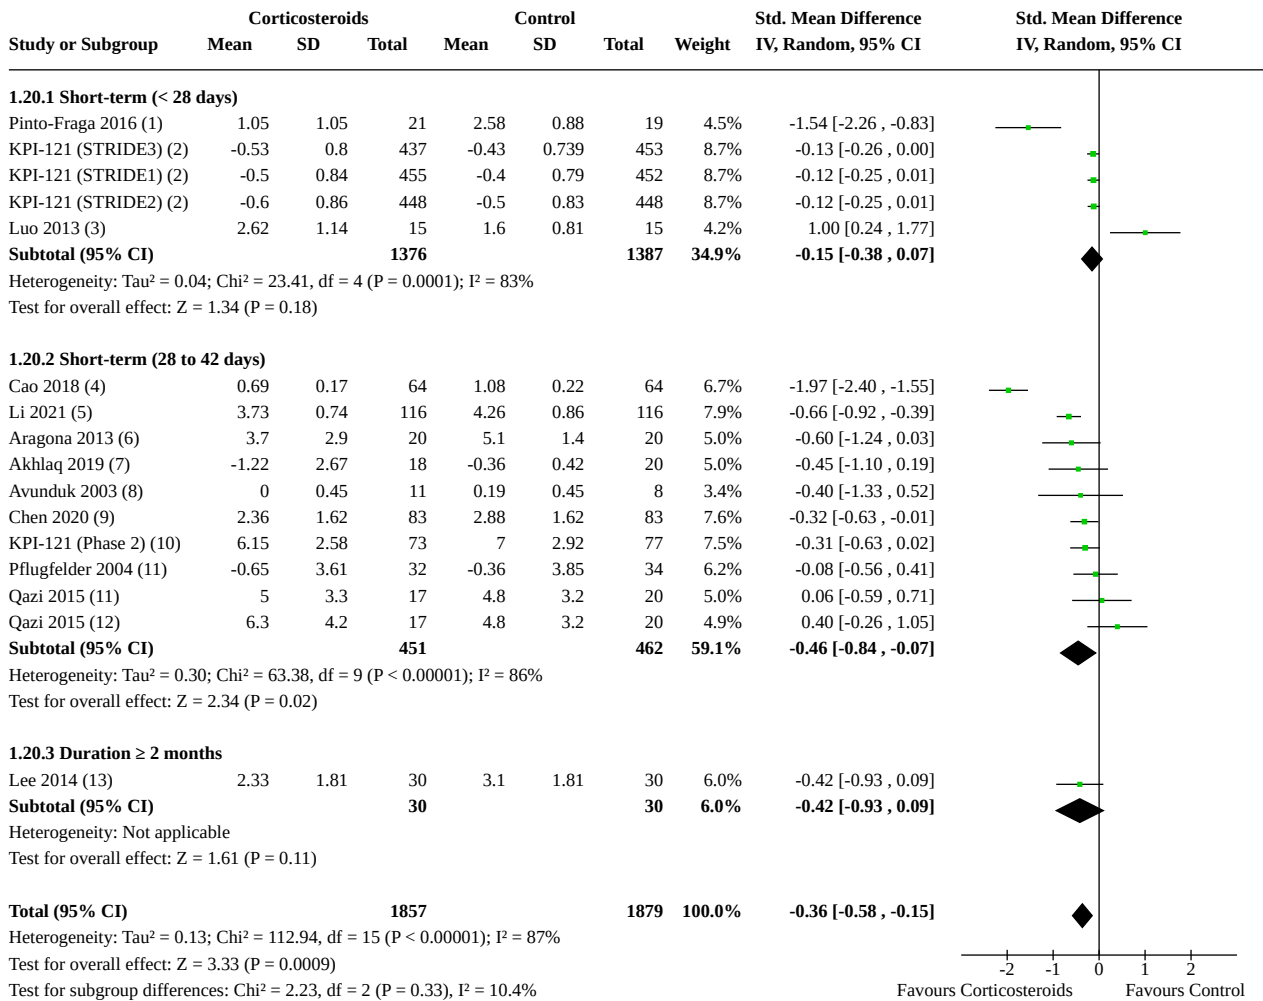 Corticosteroids Control Std. Mean Difference Std. Mean Difference
Study or Subgroup Mean SD Total Mean SD Total Weight IV, Random, 95% CI IV, Random, 95% CI
1.20.1 Short-term (< 28 days)
Pinto-Fraga 2016 (1) 1.05 1.05 21 2.58 0.88 19 4.5% -1.54 [-2.26 , -0.83]
KPI-121 (STRIDE3) (2) -0.53 0.8 437 -0.43 0.739 453 8.7% -0.13 [-0.26 , 0.00]
KPI-121 (STRIDE1) (2) -0.5 0.84 455 -0.4 0.79 452 8.7% -0.12 [-0.25 , 0.01]
KPI-121 (STRIDE2) (2) -0.6 0.86 448 -0.5 0.83 448 8.7% -0.12 [-0.25 , 0.01]
Luo 2013 (3) 2.62 1.14 15 1.6 0.81 15 4.2% 1.00 [0.24 , 1.77]
Subtotal (95% CI) 1376 1387 34.9% -0.15 [-0.38 , 0.07]
Heterogeneity: Tau² = 0.04; Chi² = 23.41, df = 4 (P = 0.0001); I² = 83%
Test for overall effect: Z = 1.34 (P = 0.18)
1.20.2 Short-term (28 to 42 days)
Cao 2018 (4) 0.69 0.17 64 1.08 0.22 64 6.7% -1.97 [-2.40 , -1.55]
Li 2021 (5) 3.73 0.74 116 4.26 0.86 116 7.9% -0.66 [-0.92 , -0.39]
Aragona 2013 (6) 3.7 2.9 20 5.1 1.4 20 5.0% -0.60 [-1.24 , 0.03]
Akhlaq 2019 (7) -1.22 2.67 18 -0.36 0.42 20 5.0% -0.45 [-1.10 , 0.19]
Avunduk 2003 (8) 0 0.45 11 0.19 0.45 8 3.4% -0.40 [-1.33 , 0.52]
Chen 2020 (9) 2.36 1.62 83 2.88 1.62 83 7.6% -0.32 [-0.63 , -0.01]
KPI-121 (Phase 2) (10) 6.15 2.58 73 7 2.92 77 7.5% -0.31 [-0.63 , 0.02]
Pflugfelder 2004 (11) -0.65 3.61 32 -0.36 3.85 34 6.2% -0.08 [-0.56 , 0.41]
Qazi 2015 (11) 5 3.3 17 4.8 3.2 20 5.0% 0.06 [-0.59 , 0.71]
Qazi 2015 (12) 6.3 4.2 17 4.8 3.2 20 4.9% 0.40 [-0.26 , 1.05]
Subtotal (95% CI) 451 462 59.1% -0.46 [-0.84 , -0.07]
Heterogeneity: Tau² = 0.30; Chi² = 63.38, df = 9 (P < 0.00001); I² = 86%
Test for overall effect: Z = 2.34 (P = 0.02)
1.20.3 Duration ≥ 2 months
Lee 2014 (13) 2.33 1.81 30 3.1 1.81 30 6.0% -0.42 [-0.93 , 0.09]
Subtotal (95% CI) 30 30 6.0% -0.42 [-0.93 , 0.09]
Heterogeneity: Not applicable
Test for overall effect: Z = 1.61 (P = 0.11)
Total (95% CI) 1857 1879 100.0% -0.36 [-0.58 , -0.15]
Heterogeneity: Tau² = 0.13; Chi² = 112.94, df = 15 (P < 0.00001); I² = 87%
Test for overall effect: Z = 3.33 (P = 0.0009)
-2 -1 0 1 2
Test for subgroup differences: Chi² = 2.23, df = 2 (P = 0.33), I² = 10.4%
Favours Corticosteroids Favours Control